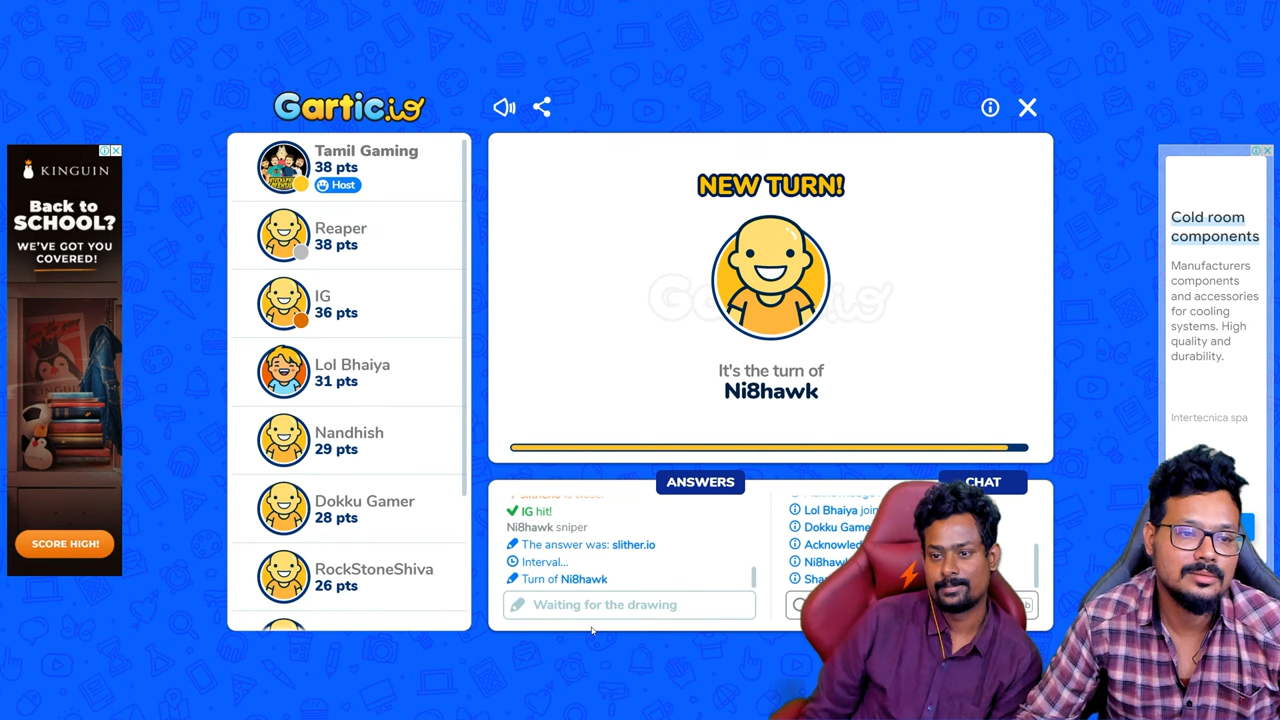 Gartic.io
KINGUIN
Back to
SCHOOL?
WE'VE GOT YOU
COVERED!
SCORE HIGH!
Tamil Gaming
38 pts
Host
Reaper
38 pts
IG
36 pts
Lol Bhaiya
31 pts
Nandhish
29 pts
Dokku Gamer
28 pts
RockStoneShiva
26 pts
NEW TURN!
It's the turn of
Ni8hawk
ANSWERS
IG hit!
Ni8hawk sniper
The answer was: slither.io
Interval...
Turn of Ni8hawk
Waiting for the drawing
CHAT
Lol Bhaiya join
Dokku Game
Acknowled
Ni8haw
Sha
Cold room
components
Manufacturers
components
and accessories
for cooling
systems. High
quality and
durability.
Intertecnica spa